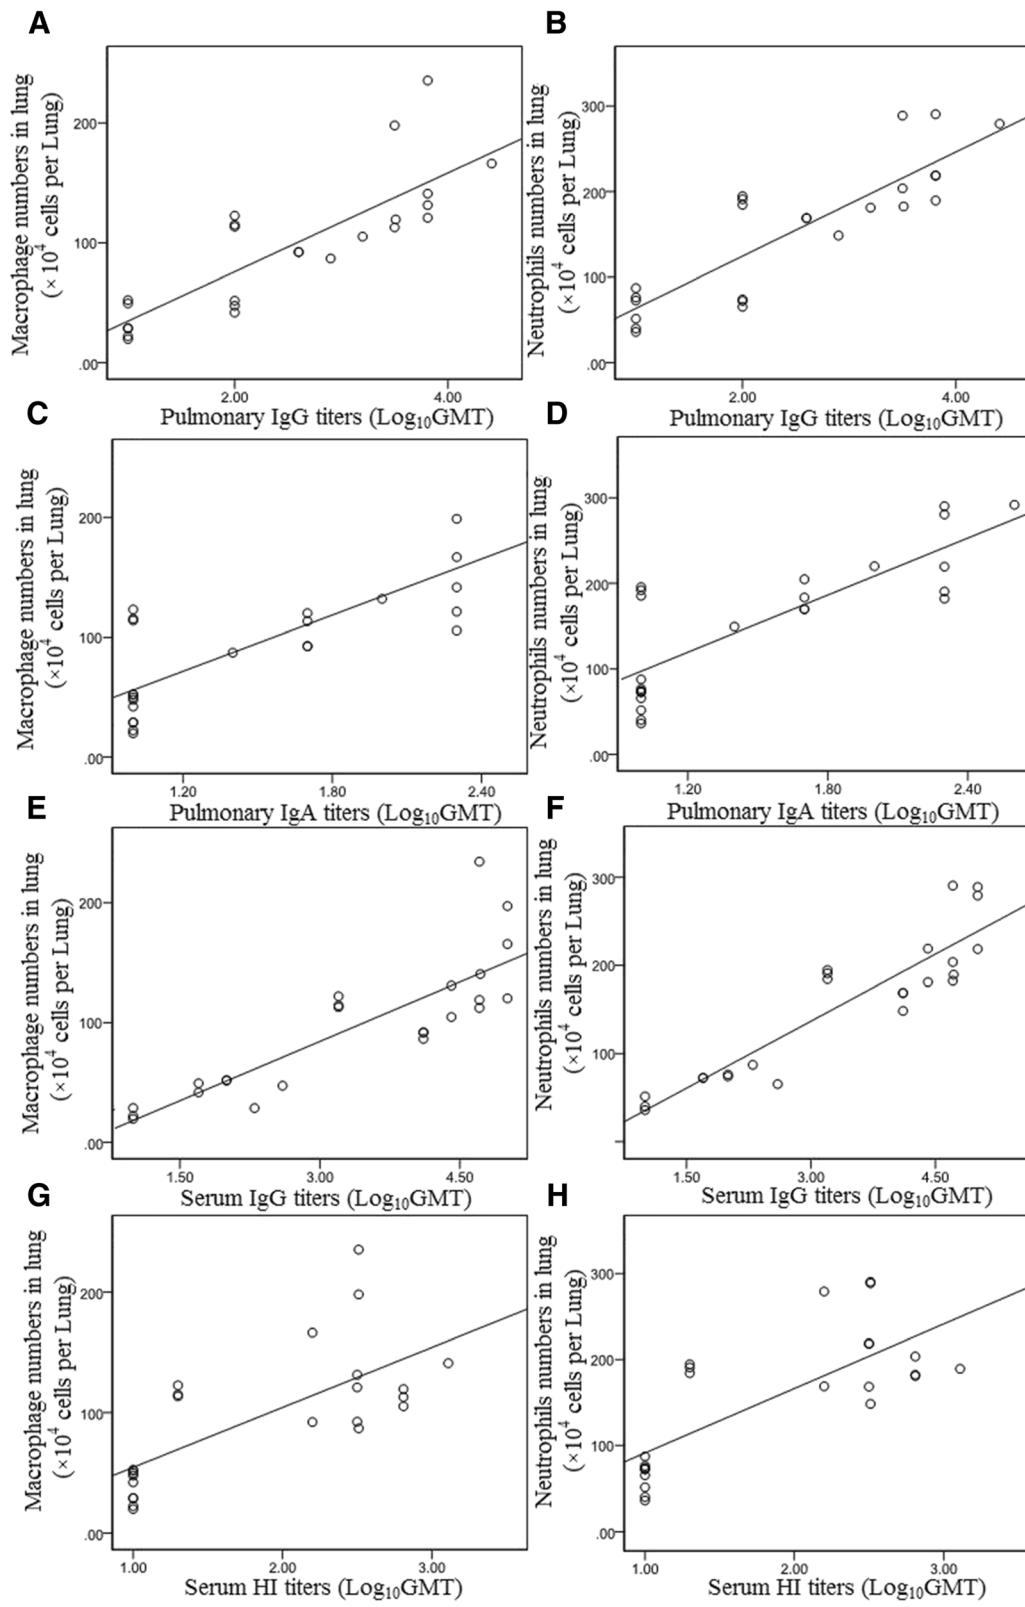 A
Macrophage numbers in lung
(×10⁴ cells per Lung)
200
100
.00
2.00 4.00
Pulmonary IgG titers (Log₁₀GMT)
B
Neutrophils numbers in lung
(×10⁴ cells per Lung)
300
200
100
.00
2.00 4.00
Pulmonary IgG titers (Log₁₀GMT)
C
Macrophage numbers in lung
(×10⁴ cells per Lung)
200
100
.00
1.20 1.80 2.40
Pulmonary IgA titers (Log₁₀GMT)
D
Neutrophils numbers in lung
(×10⁴ cells per Lung)
300
200
100
.00
1.20 1.80 2.40
Pulmonary IgA titers (Log₁₀GMT)
E
Macrophage numbers in lung
(×10⁴ cells per Lung)
200
100
.00
1.50 3.00 4.50
Serum IgG titers (Log₁₀GMT)
F
Neutrophils numbers in lung
(×10⁴ cells per Lung)
300
200
100
1.50 3.00 4.50
Serum IgG titers (Log₁₀GMT)
G
Macrophage numbers in lung
(×10⁴ cells per Lung)
200
100
.00
1.00 2.00 3.00
Serum HI titers (Log₁₀GMT)
H
Neutrophils numbers in lung
(×10⁴ cells per Lung)
300
200
100
.00
1.00 2.00 3.00
Serum HI titers (Log₁₀GMT)